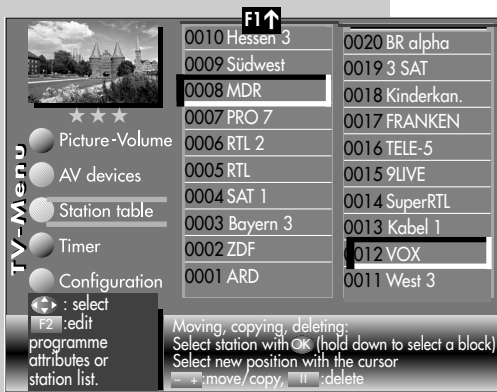 F1↑
0010 Hessen 3
0009 Südwest
0008 MDR
0007 PRO 7
0006 RTL 2
0005 RTL
0004 SAT 1
0003 Bayern 3
0002 ZDF
0001 ARD
0020 BR alpha
0019 3 SAT
0018 Kinderkan.
0017 FRANKEN
0016 TELE-5
0015 9LIVE
0014 SuperRTL
0013 Kabel 1
0012 VOX
0011 West 3
TV-Menu
Picture-Volume
AV devices
Station table
Timer
Configuration
: select
F2 :edit
programme
attributes or
station list.
Moving, copying, deleting:
Select station with OK (hold down to select a block)
Select new position with the cursor
- + :move/copy, II :delete